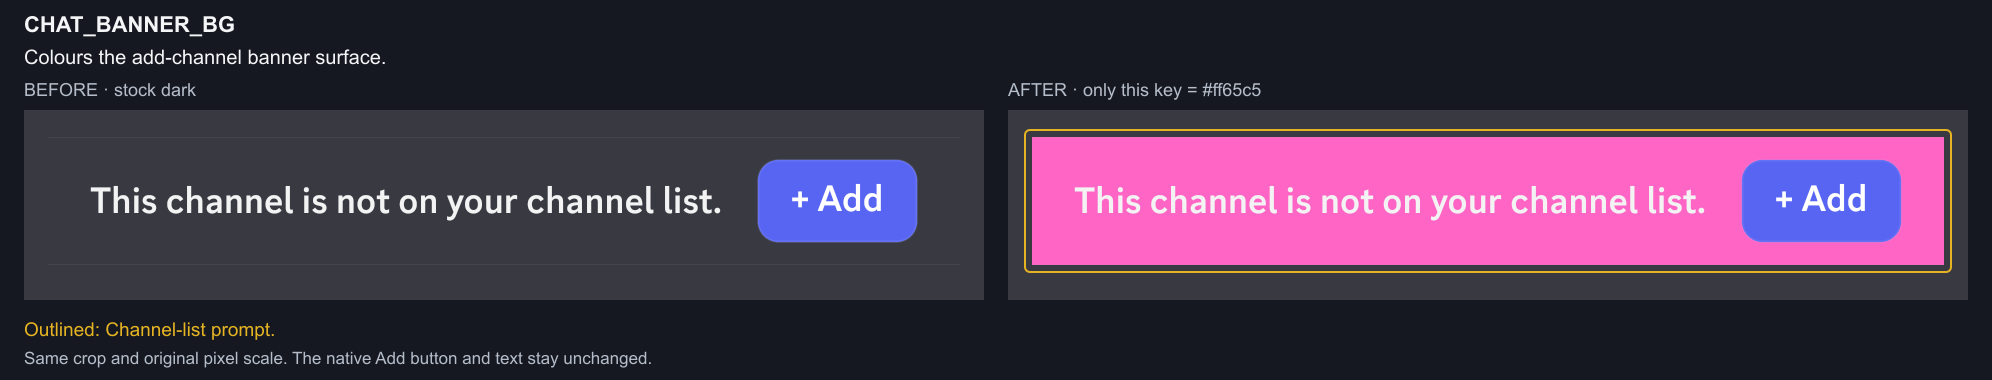 CHAT_BANNER_BG
Colours the add-channel banner surface.
BEFORE · stock dark
This channel is not on your channel list.
+ Add
AFTER · only this key = #ff65c5
This channel is not on your channel list.
+ Add
Outlined: Channel-list prompt.
Same crop and original pixel scale. The native Add button and text stay unchanged.